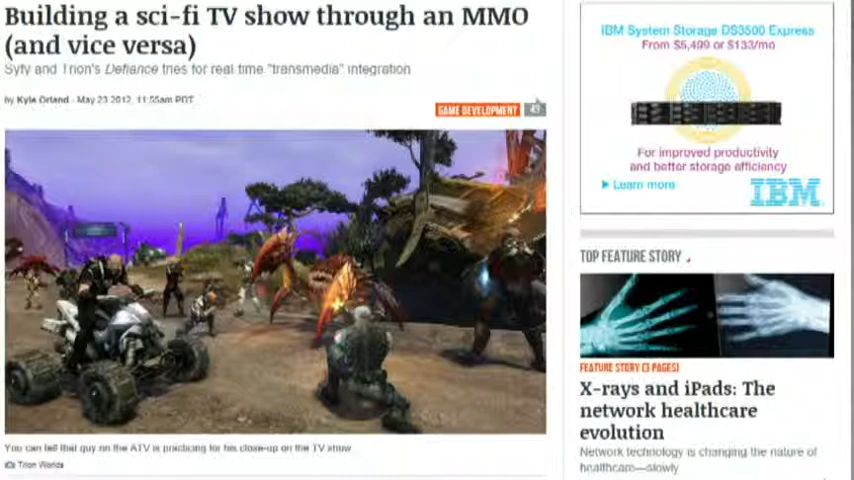 Building a sci-fi TV show through an MMO
(and vice versa)
Syfy and Trion's Defiance tries for real time "transmedia" integration
by Kyle Orland - May 23 2012, 11:55am PDT
GAME DEVELOPMENT
You can tell that guy on the ATV is practicing for his close-up on the TV show
Trion Worlds
IBM System Storage DS3500 Express
From $5,499 or $133/mo
For improved productivity
and better storage efficiency
Learn more
IBM
TOP FEATURE STORY
FEATURE STORY (3 PAGES)
X-rays and iPads: The
network healthcare
evolution
Network technology is changing the nature of
healthcare—slowly